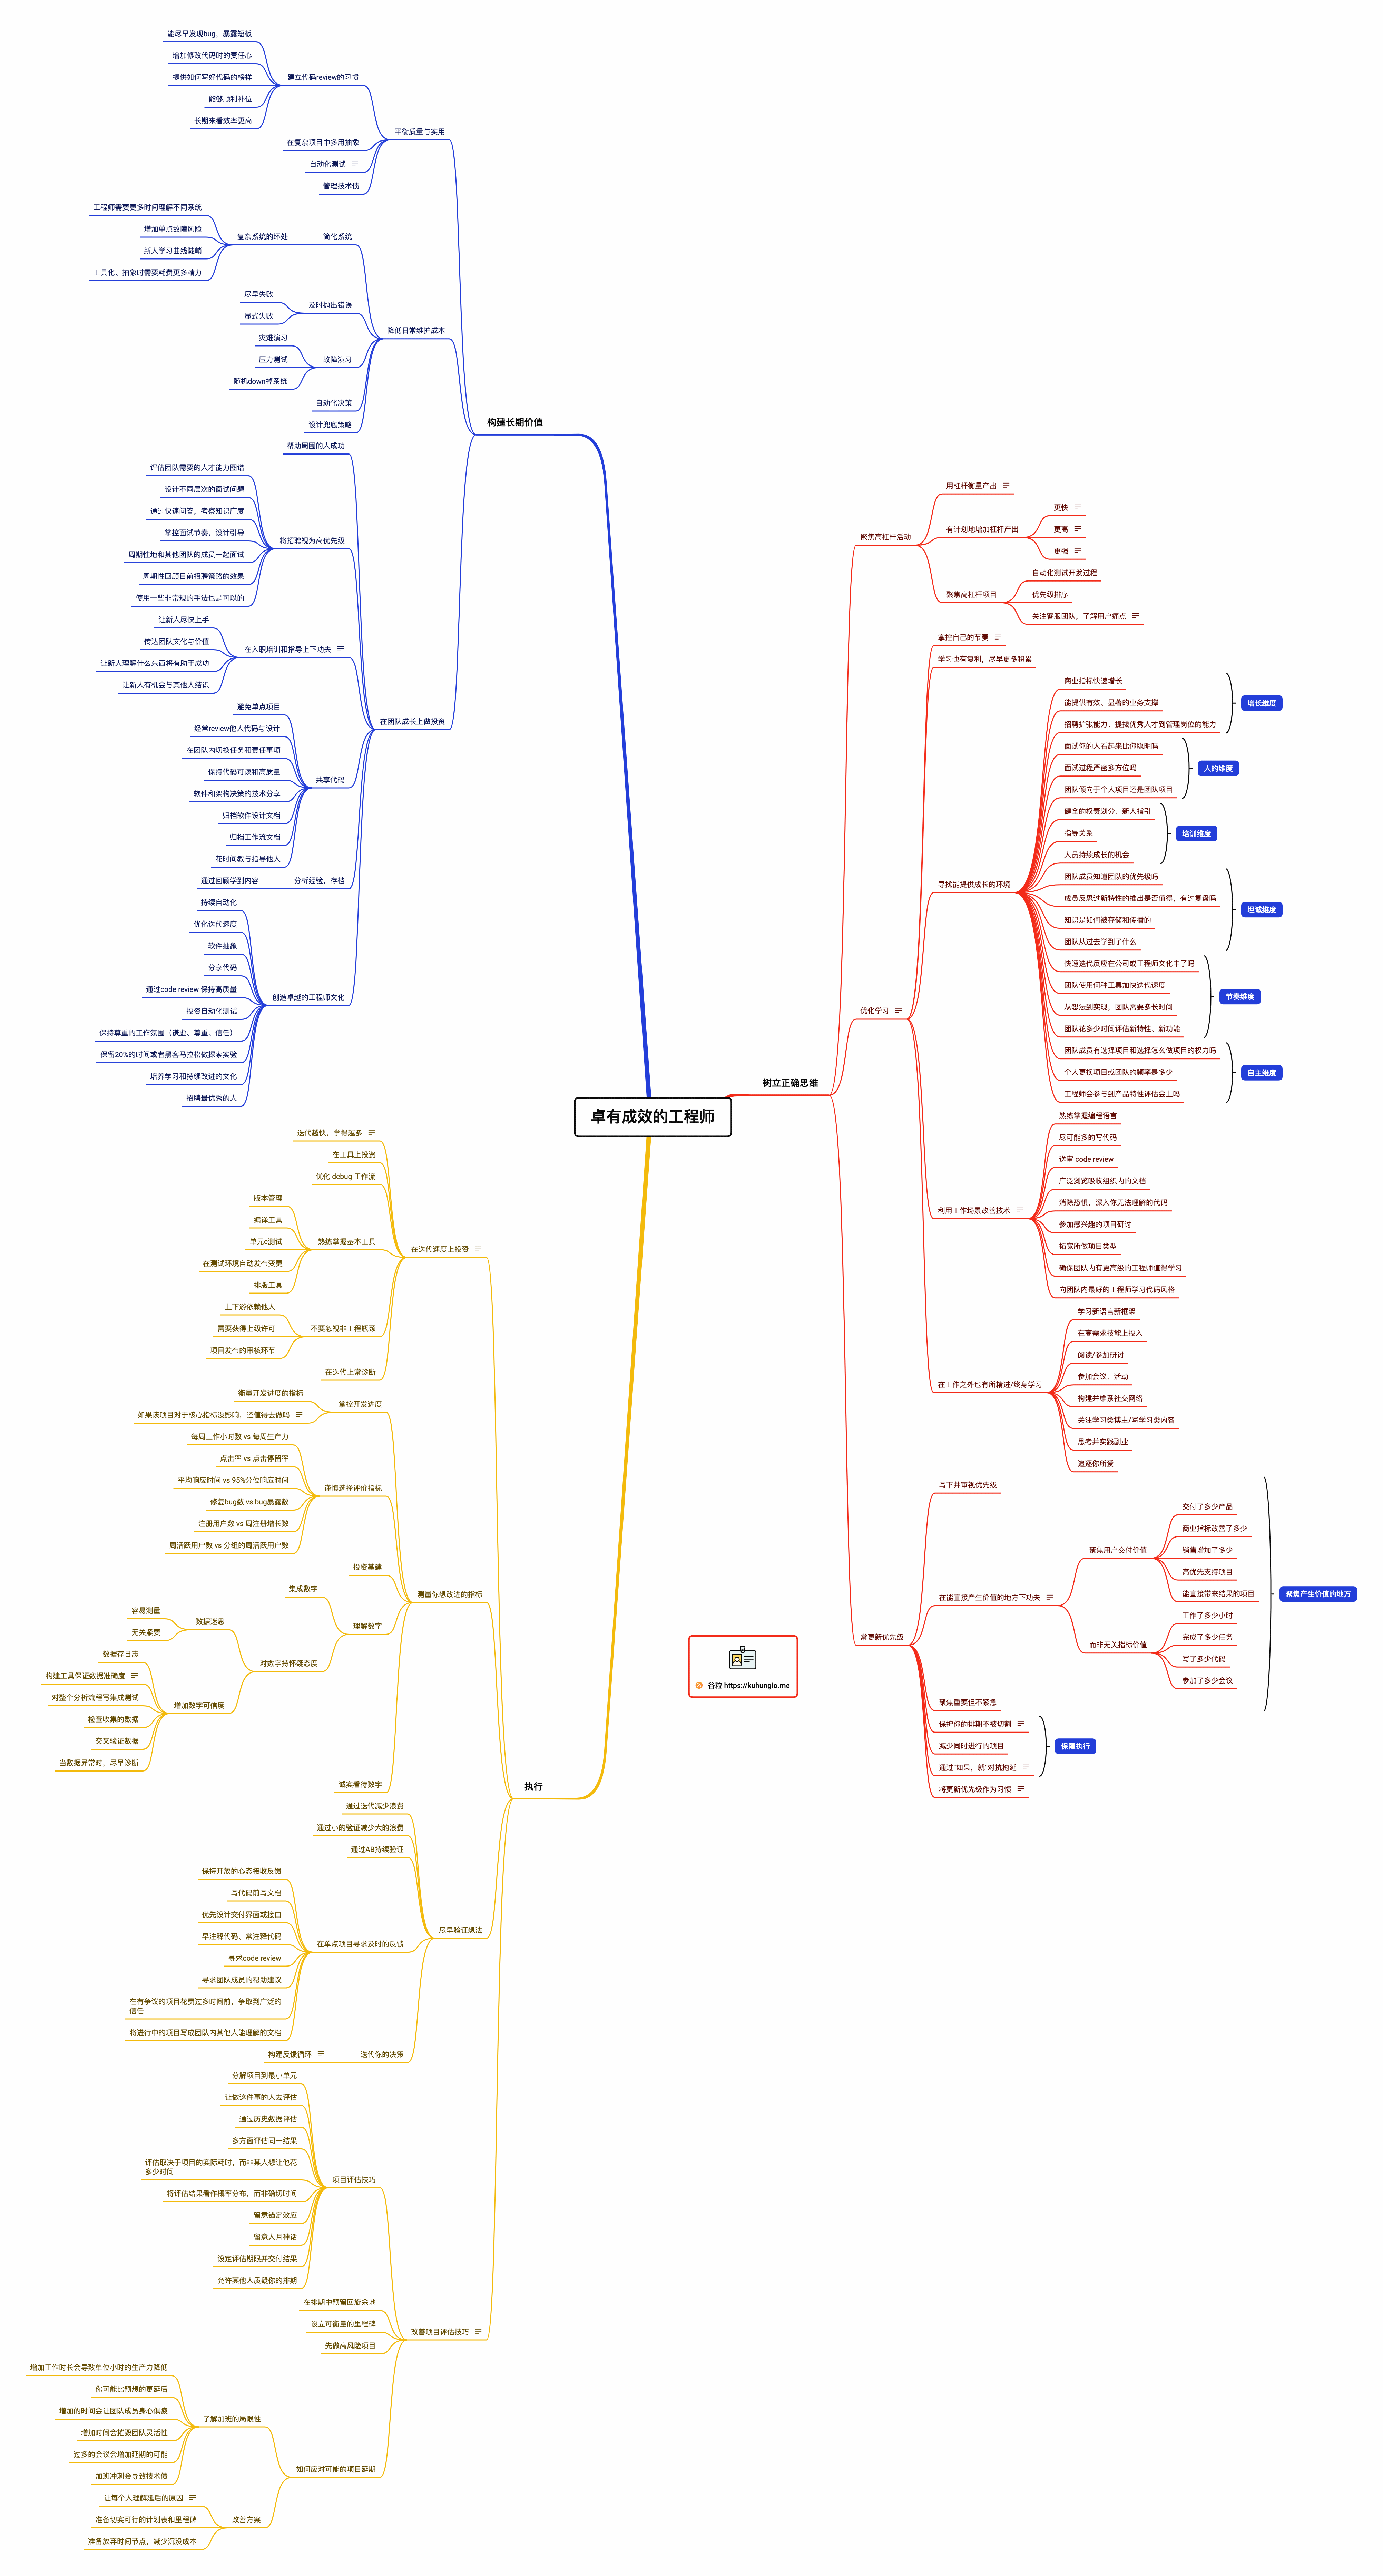 卓有成效的工程师
树立正确思维
聚焦高杠杆活动
用杠杆衡量产出
有计划地增加杠杆产出
更快
更高
更强
聚焦高杠杆项目
自动化测试开发过程
优先级排序
关注客服团队，了解用户痛点
优化学习
掌控自己的节奏
学习也有复利，尽早更多积累
寻找能提供成长的环境
商业指标快速增长
能提供有效、显著的业务支撑
招聘扩张能力、提拔优秀人才到管理岗位的能力
增长维度
面试你的人看起来比你聪明吗
面试过程严密多方位吗
团队倾向于个人项目还是团队项目
人的维度
健全的权责划分、新人指引
指导关系
人员持续成长的机会
培训维度
团队成员知道团队的优先级吗
成员反思过新特性的推出是否值得，有过复盘吗
知识是如何被存储和传播的
团队从过去学到了什么
坦诚维度
快速迭代反应在公司或工程师文化中了吗
团队使用何种工具加快迭代速度
从想法到实现，团队需要多长时间
团队花多少时间评估新特性、新功能
节奏维度
团队成员有选择项目和选择怎么做项目的权力吗
个人更换项目或团队的频率是多少
工程师会参与到产品特性评估会上吗
自主维度
利用工作场景改善技术
熟练掌握编程语言
尽可能多的写代码
送审 code review
广泛浏览吸收组织内的文档
消除恐惧，深入你无法理解的代码
参加感兴趣的项目研讨
拓宽所做项目类型
确保团队内有更高级的工程师值得学习
向团队内最好的工程师学习代码风格
在工作之外也有所精进/终身学习
学习新语言新框架
在高需求技能上投入
阅读/参加研讨
参加会议、活动
构建并维系社交网络
关注学习类博主/写学习类内容
思考并实践副业
追逐你所爱
常更新优先级
写下并审视优先级
在能直接产生价值的地方下功夫
聚焦用户交付价值
交付了多少产品
商业指标改善了多少
销售增加了多少
高优先支持项目
能直接带来结果的项目
而非无关指标价值
工作了多少小时
完成了多少任务
写了多少代码
参加了多少会议
聚焦产生价值的地方
聚焦重要但不紧急
保护你的排期不被切割
减少同时进行的项目
通过"如果，就"对抗拖延
保障执行
将更新优先级作为习惯
谷粒 https://kuhungio.me
构建长期价值
平衡质量与实用
建立代码review的习惯
能尽早发现bug，暴露短板
增加修改代码时的责任心
提供如何写好代码的榜样
能够顺利补位
长期来看效率更高
在复杂项目中多用抽象
自动化测试
管理技术债
降低日常维护成本
简化系统
复杂系统的坏处
工程师需要更多时间理解不同系统
增加单点故障风险
新人学习曲线陡峭
工具化、抽象时需要耗费更多精力
及时抛出错误
尽早失败
显式失败
故障演习
灾难演习
压力测试
随机down掉系统
自动化决策
设计兜底策略
在团队成长上做投资
帮助周围的人成功
将招聘视为高优先级
评估团队需要的人才能力图谱
设计不同层次的面试问题
通过快速问答，考察知识广度
掌控面试节奏，设计引导
周期性地和其他团队的成员一起面试
周期性回顾目前招聘策略的效果
使用一些非常规的手法也是可以的
在入职培训和指导上下功夫
让新人尽快上手
传达团队文化与价值
让新人理解什么东西将有助于成功
让新人有机会与其他人结识
共享代码
避免单点项目
经常review他人代码与设计
在团队内切换任务和责任事项
保持代码可读和高质量
软件和架构决策的技术分享
归档软件设计文档
归档工作流文档
花时间教与指导他人
分析经验，存档
通过回顾学到内容
创造卓越的工程师文化
持续自动化
优化迭代速度
软件抽象
分享代码
通过code review 保持高质量
投资自动化测试
保持尊重的工作氛围（谦虚、尊重、信任）
保留20%的时间或者黑客马拉松做探索实验
培养学习和持续改进的文化
招聘最优秀的人
执行
在迭代速度上投资
迭代越快，学得越多
在工具上投资
优化 debug 工作流
熟练掌握基本工具
版本管理
编译工具
单元c测试
在测试环境自动发布变更
排版工具
不要忽视非工程瓶颈
上下游依赖他人
需要获得上级许可
项目发布的审核环节
在迭代上常诊断
测量你想改进的指标
掌控开发进度
衡量开发进度的指标
如果该项目对于核心指标没影响，还值得去做吗
谨慎选择评价指标
每周工作小时数 vs 每周生产力
点击率 vs 点击停留率
平均响应时间 vs 95%分位响应时间
修复bug数 vs bug暴露数
注册用户数 vs 周注册增长数
周活跃用户数 vs 分组的周活跃用户数
投资基建
理解数字
集成数字
对数字持怀疑态度
数据迷思
容易测量
无关紧要
增加数字可信度
数据存日志
构建工具保证数据准确度
对整个分析流程写集成测试
检查收集的数据
交叉验证数据
当数据异常时，尽早诊断
诚实看待数字
尽早验证想法
通过迭代减少浪费
通过小的验证减少大的浪费
通过AB持续验证
在单点项目寻求及时的反馈
保持开放的心态接收反馈
写代码前写文档
优先设计交付界面或接口
早注释代码、常注释代码
寻求code review
寻求团队成员的帮助建议
在有争议的项目花费过多时间前，争取到广泛的
信任
将进行中的项目写成团队内其他人能理解的文档
迭代你的决策
构建反馈循环
改善项目评估技巧
项目评估技巧
分解项目到最小单元
让做这件事的人去评估
通过历史数据评估
多方面评估同一结果
评估取决于项目的实际耗时，而非某人想让他花
多少时间
将评估结果看作概率分布，而非确切时间
留意锚定效应
留意人月神话
设定评估期限并交付结果
允许其他人质疑你的排期
在排期中预留回旋余地
设立可衡量的里程碑
先做高风险项目
如何应对可能的项目延期
了解加班的局限性
增加工作时长会导致单位小时的生产力降低
你可能比预想的更延后
增加的时间会让团队成员身心俱疲
增加时间会摧毁团队灵活性
过多的会议会增加延期的可能
加班冲刺会导致技术债
改善方案
让每个人理解延后的原因
准备切实可行的计划表和里程碑
准备放弃时间节点，减少沉没成本